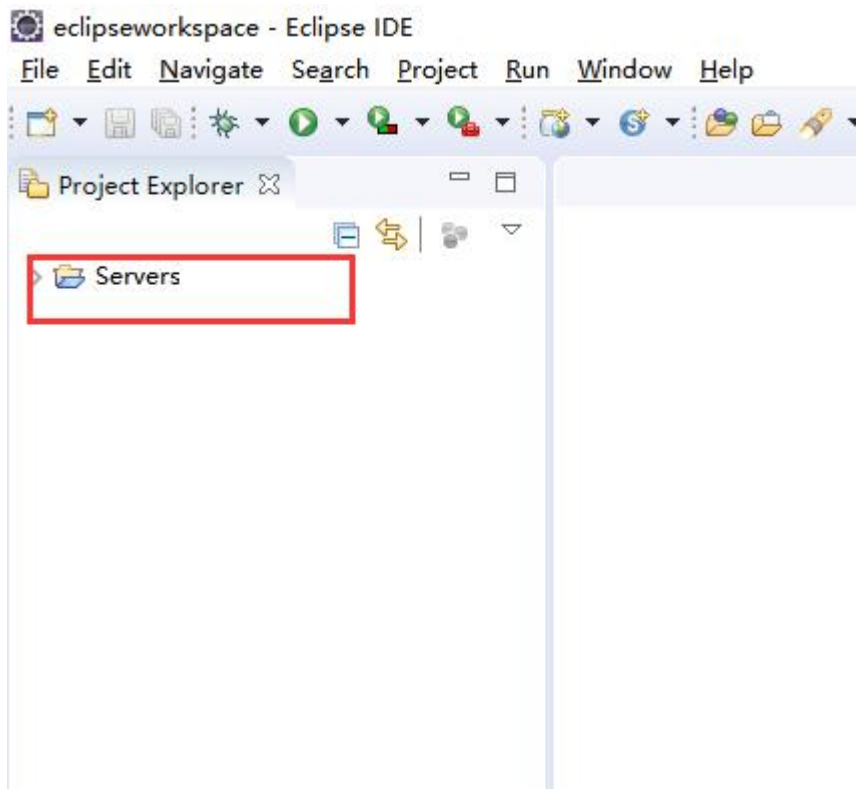 eclipseworkspace - Eclipse IDE
File Edit Navigate Search Project Run Window Help
Project Explorer
Servers